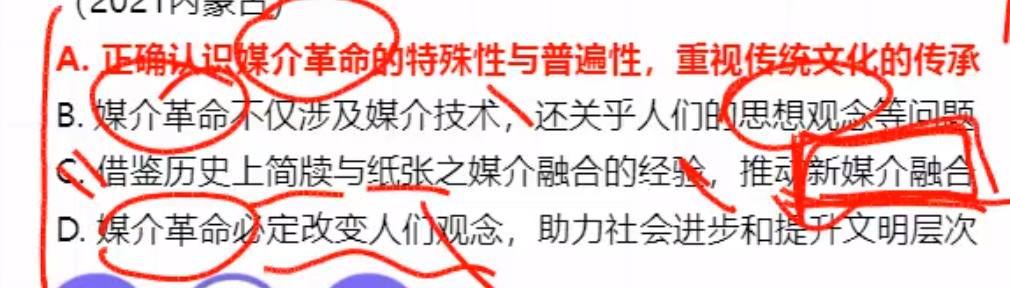 （2021内蒙古）
A. 正确认识媒介革命的特殊性与普遍性，重视传统文化的传承
B. 媒介革命不仅涉及媒介技术，还关乎人们的思想观念等问题
C. 借鉴历史上简牍与纸张之媒介融合的经验，推动新媒介融合
D. 媒介革命必定改变人们观念，助力社会进步和提升文明层次